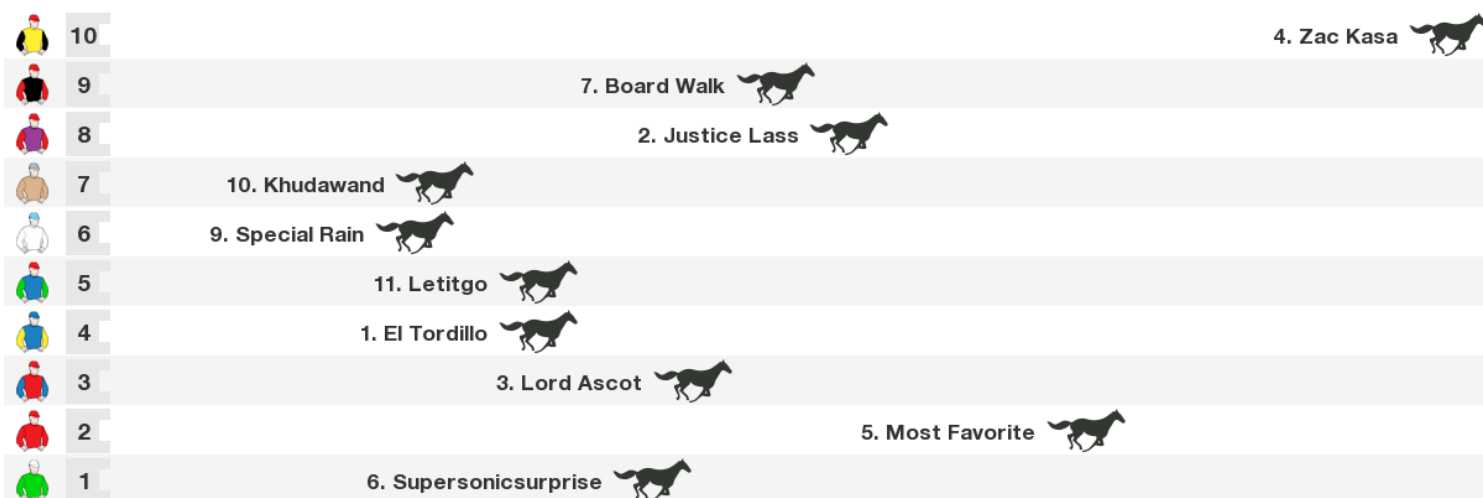 10 4. Zac Kasa
9 7. Board Walk
8 2. Justice Lass
7 10. Khudawand
6 9. Special Rain
5 11. Letitgo
4 1. El Tordillo
3 3. Lord Ascot
2 5. Most Favorite
1 6. Supersonicsurprise